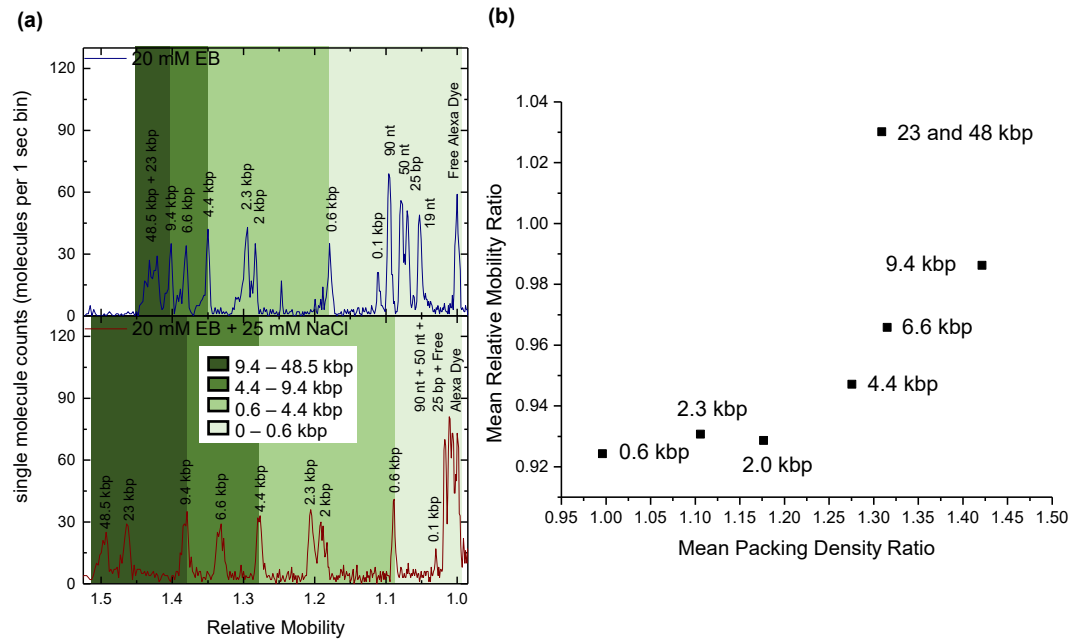 (a)
single molecule counts (molecules per 1 sec bin)
120
90
60
30
0
20 mM EB
48.5 kbp + 23 kbp
9.4 kbp
6.6 kbp
4.4 kbp
2.3 kbp
2 kbp
0.6 kbp
0.1 kbp
90 nt
50 nt
25 bp
19 nt
Free Alexa Dye
120
90
60
30
0
20 mM EB + 25 mM NaCl
9.4 – 48.5 kbp
4.4 – 9.4 kbp
0.6 – 4.4 kbp
0 – 0.6 kbp
48.5 kbp
23 kbp
9.4 kbp
6.6 kbp
4.4 kbp
2.3 kbp
2 kbp
0.6 kbp
0.1 kbp
90 nt + 50 nt +
25 bp + Free
Alexa Dye
1.5 1.4 1.3 1.2 1.1 1.0
Relative Mobility
(b)
Mean Relative Mobility Ratio
1.04
1.02
1.00
0.98
0.96
0.94
0.92
23 and 48 kbp
9.4 kbp
6.6 kbp
4.4 kbp
2.3 kbp
0.6 kbp
2.0 kbp
0.95 1.00 1.05 1.10 1.15 1.20 1.25 1.30 1.35 1.40 1.45 1.50
Mean Packing Density Ratio